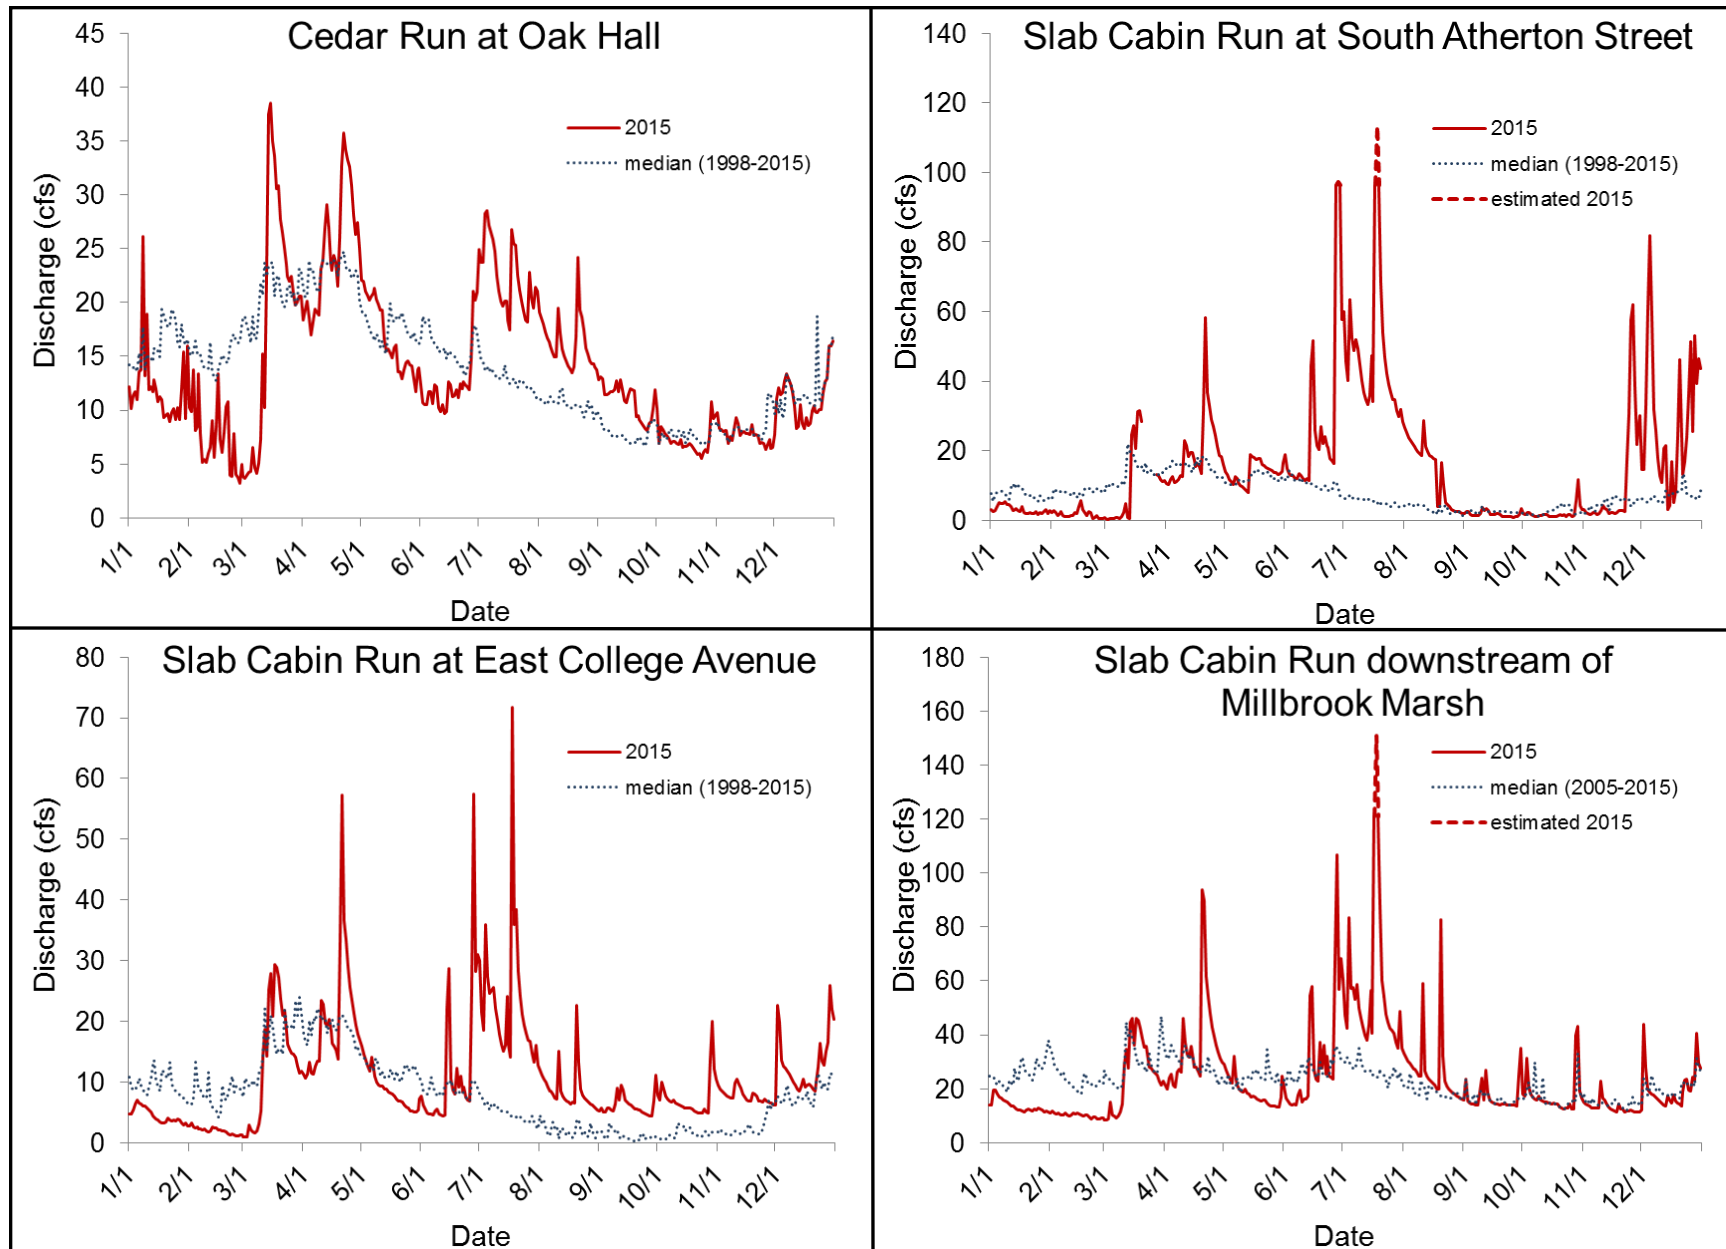 Cedar Run at Oak Hall
45
40
35
30
25
20
15
10
5
0
Discharge (cfs)
2015
median (1998-2015)
1/1 2/1 3/1 4/1 5/1 6/1 7/1 8/1 9/1 10/1 11/1 12/1
Date
Slab Cabin Run at South Atherton Street
140
120
100
80
60
40
20
0
Discharge (cfs)
2015
median (1998-2015)
estimated 2015
1/1 2/1 3/1 4/1 5/1 6/1 7/1 8/1 9/1 10/1 11/1 12/1
Date
Slab Cabin Run at East College Avenue
80
70
60
50
40
30
20
10
0
Discharge (cfs)
2015
median (1998-2015)
1/1 2/1 3/1 4/1 5/1 6/1 7/1 8/1 9/1 10/1 11/1 12/1
Date
Slab Cabin Run downstream of
Millbrook Marsh
180
160
140
120
100
80
60
40
20
0
Discharge (cfs)
2015
median (2005-2015)
estimated 2015
1/1 2/1 3/1 4/1 5/1 6/1 7/1 8/1 9/1 10/1 11/1 12/1
Date